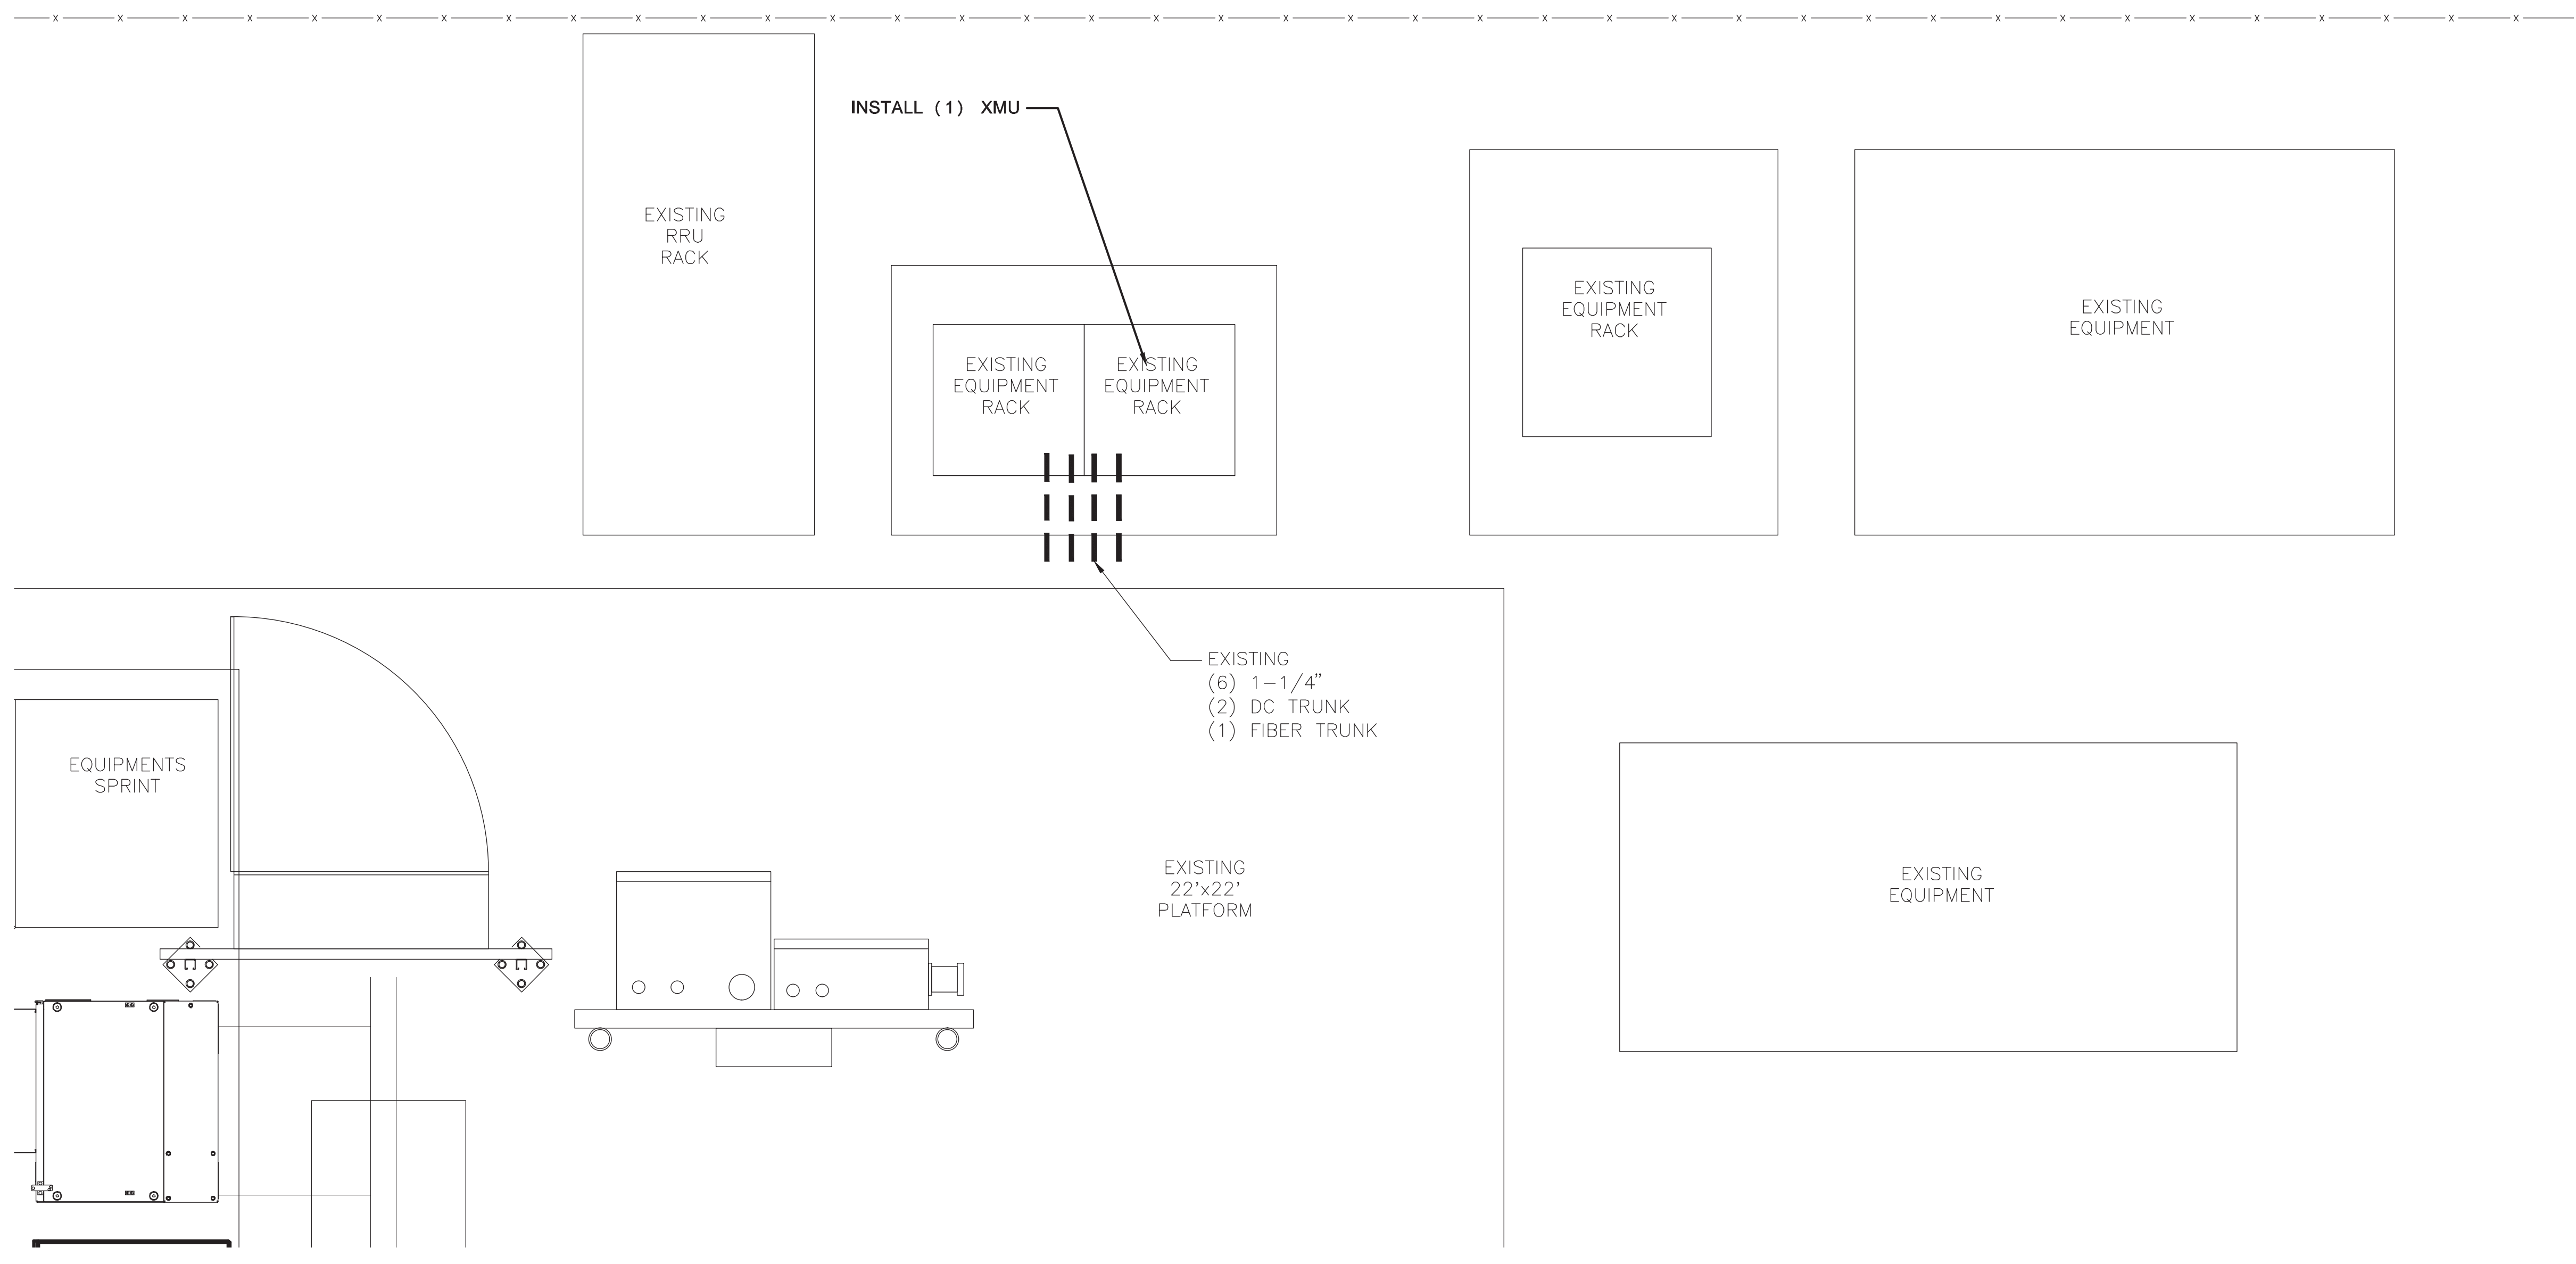 INSTALL (1) XMU
EXISTING
RRU
RACK
EXISTING
EQUIPMENT
RACK
EXISTING
EQUIPMENT
RACK
EXISTING
EQUIPMENT
RACK
EXISTING
EQUIPMENT
EXISTING
(6) 1-1/4"
(2) DC TRUNK
(1) FIBER TRUNK
EQUIPMENTS
SPRINT
EXISTING
22'x22'
PLATFORM
EXISTING
EQUIPMENT